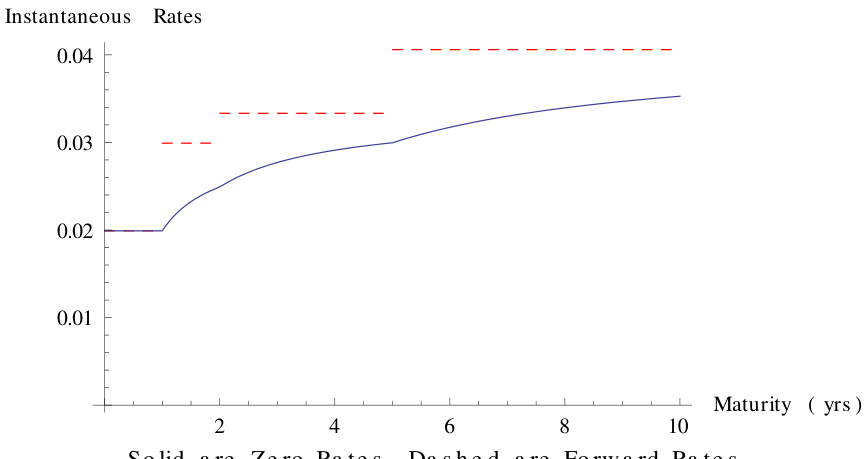 Instantaneous Rates
0.04
0.03
0.02
0.01
2 4 6 8 10
Maturity ( yrs)
Solid are Zero Rates. Dashed are Forward Rates